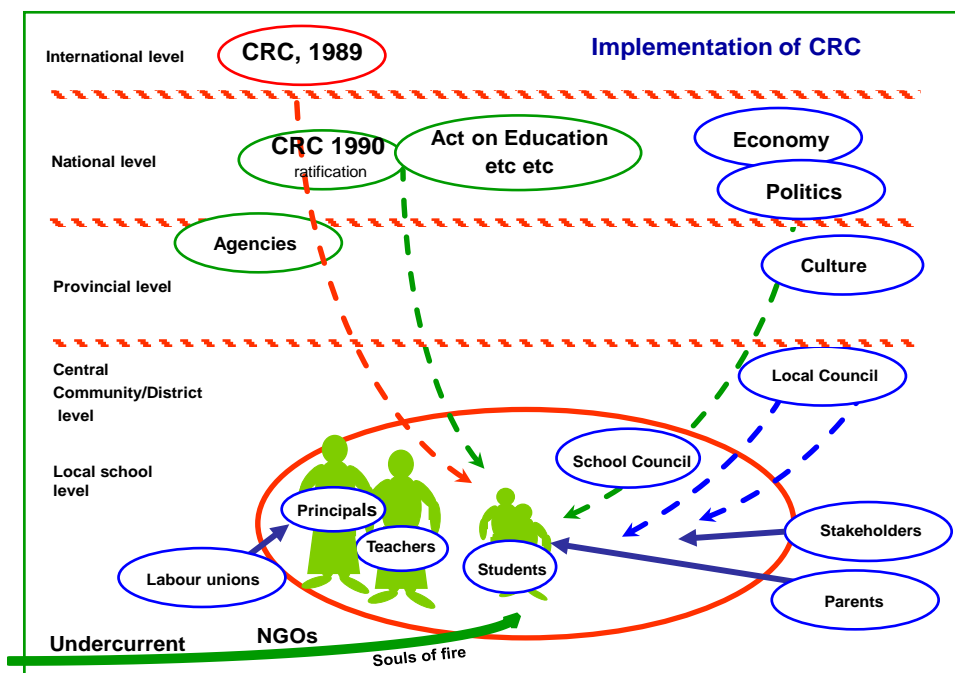 Implementation of CRC
International level
CRC, 1989
National level
CRC 1990
ratification
Act on Education
etc etc
Economy
Politics
Agencies
Culture
Provincial level
Central
Community/District
level
Local Council
Local school
level
School Council
Principals
Teachers
Students
Stakeholders
Labour unions
Parents
Undercurrent
NGOs
Souls of fire